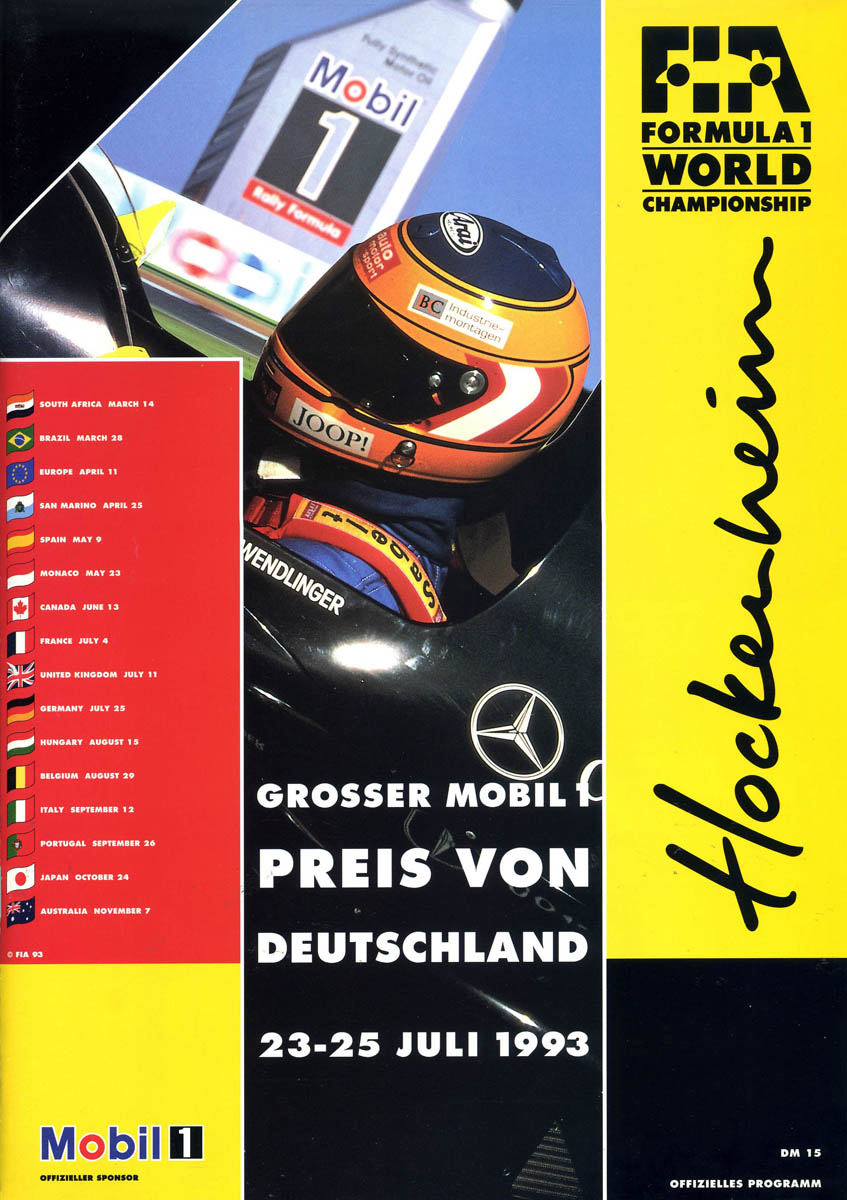 Fully Synthetic
Motor Oil
Mobil
1
Rally Formula
FIA
FORMULA 1
WORLD
CHAMPIONSHIP
Hockenheim
Arai
auto
motor
sport
BC Industrie-
montagen
JOOP!
Sabelt
WENDLINGER
SOUTH AFRICA MARCH 14
BRAZIL MARCH 28
EUROPE APRIL 11
SAN MARINO APRIL 25
SPAIN MAY 9
MONACO MAY 23
CANADA JUNE 13
FRANCE JULY 4
UNITED KINGDOM JULY 11
GERMANY JULY 25
HUNGARY AUGUST 15
BELGIUM AUGUST 29
ITALY SEPTEMBER 12
PORTUGAL SEPTEMBER 26
JAPAN OCTOBER 24
AUSTRALIA NOVEMBER 7
© FIA 93
GROSSER MOBIL 1
PREIS VON
DEUTSCHLAND
23-25 JULI 1993
Mobil 1
OFFIZIELLER SPONSOR
DM 15
OFFIZIELLES PROGRAMM